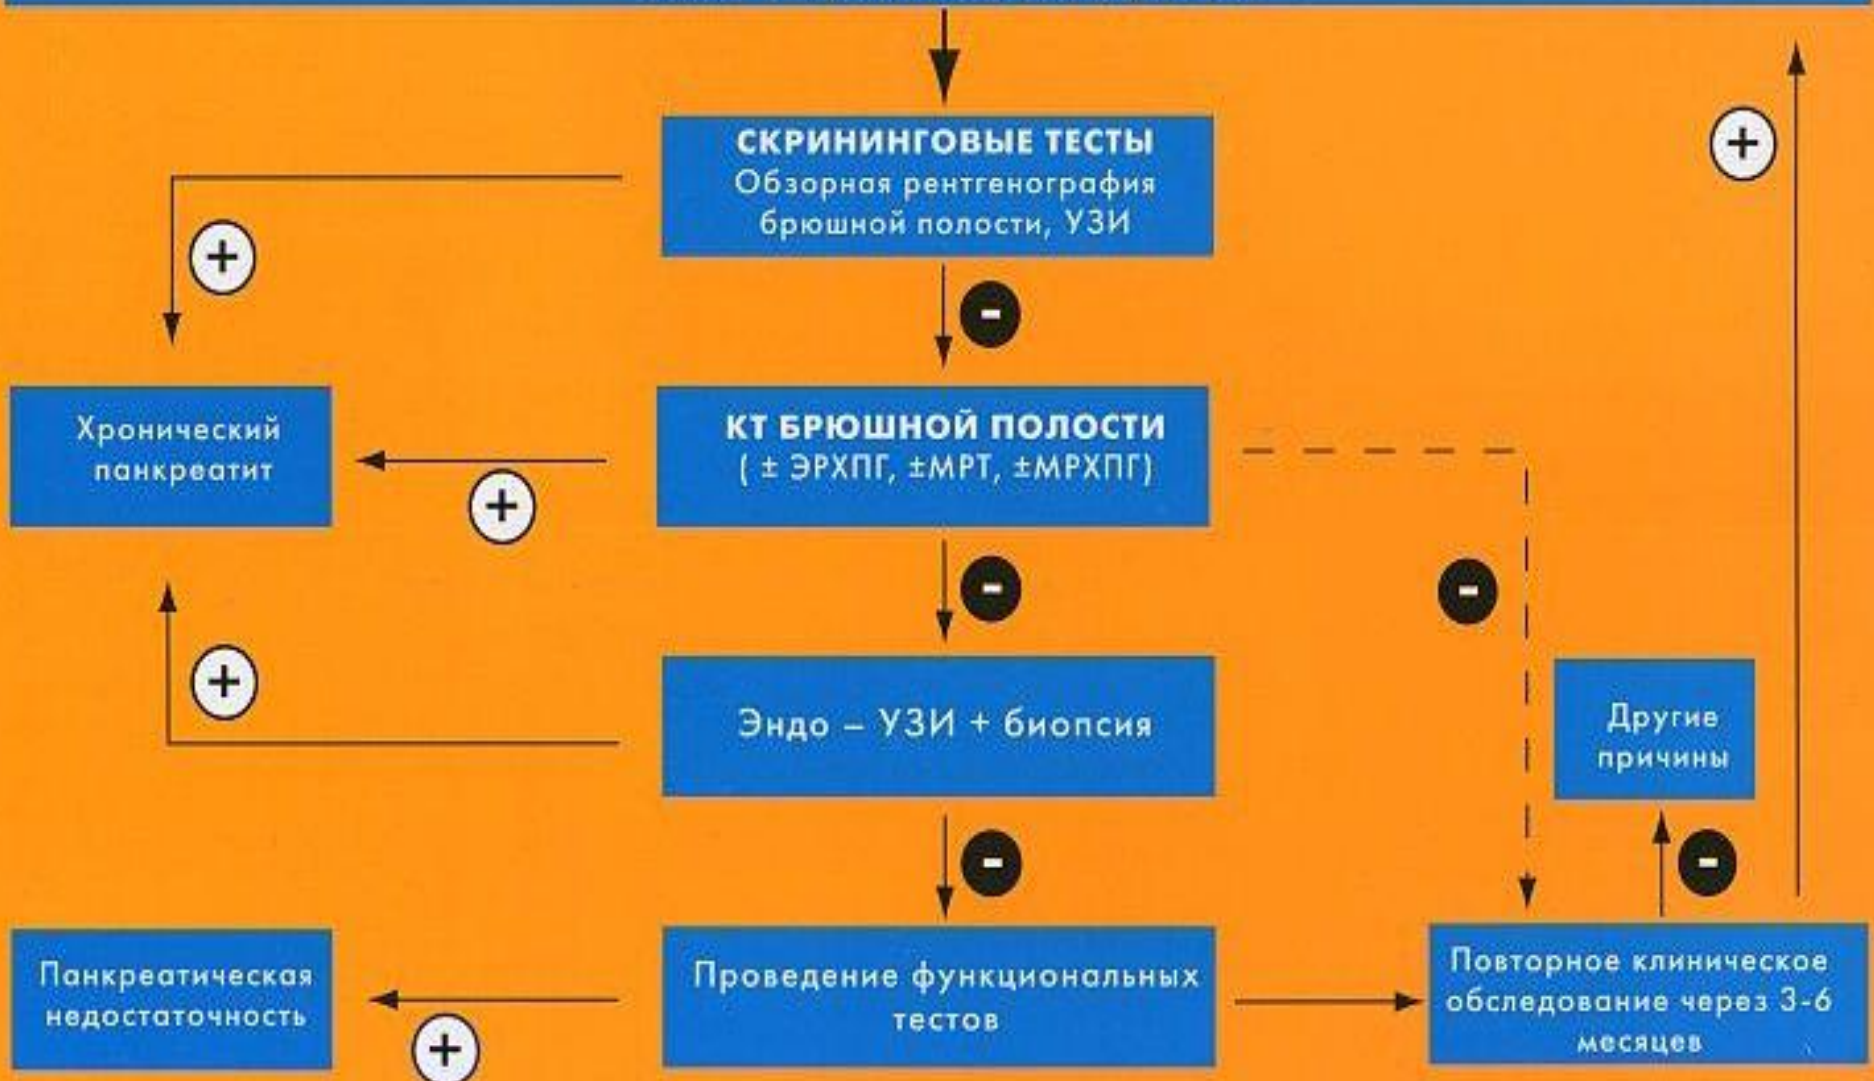 СКРИНИНГОВЫЕ ТЕСТЫ
Обзорная рентгенография
брюшной полости, УЗИ
+
+
-
Хронический
панкреатит
КТ БРЮШНОЙ ПОЛОСТИ
( ± ЭРХПГ, ±МРТ, ±МРХПГ)
+
-
-
+
Эндо – УЗИ + биопсия
Другие
причины
-
-
Панкреатическая
недостаточность
+
Проведение функциональных
тестов
Повторное клиническое
обследование через 3-6
месяцев